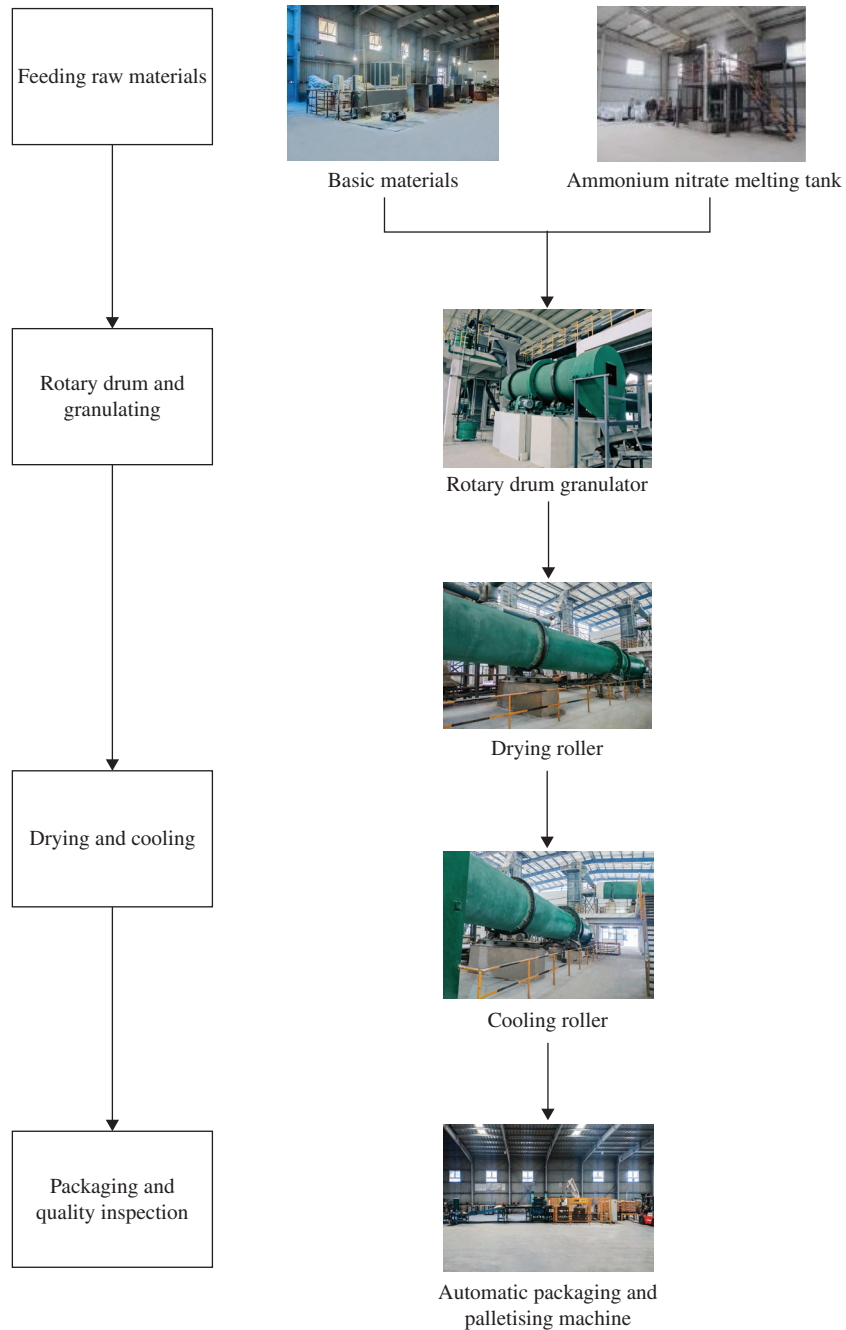 Feeding raw materials
Basic materials
Ammonium nitrate melting tank
Rotary drum and
granulating
Rotary drum granulator
Drying roller
Drying and cooling
Cooling roller
Packaging and
quality inspection
Automatic packaging and
palletising machine